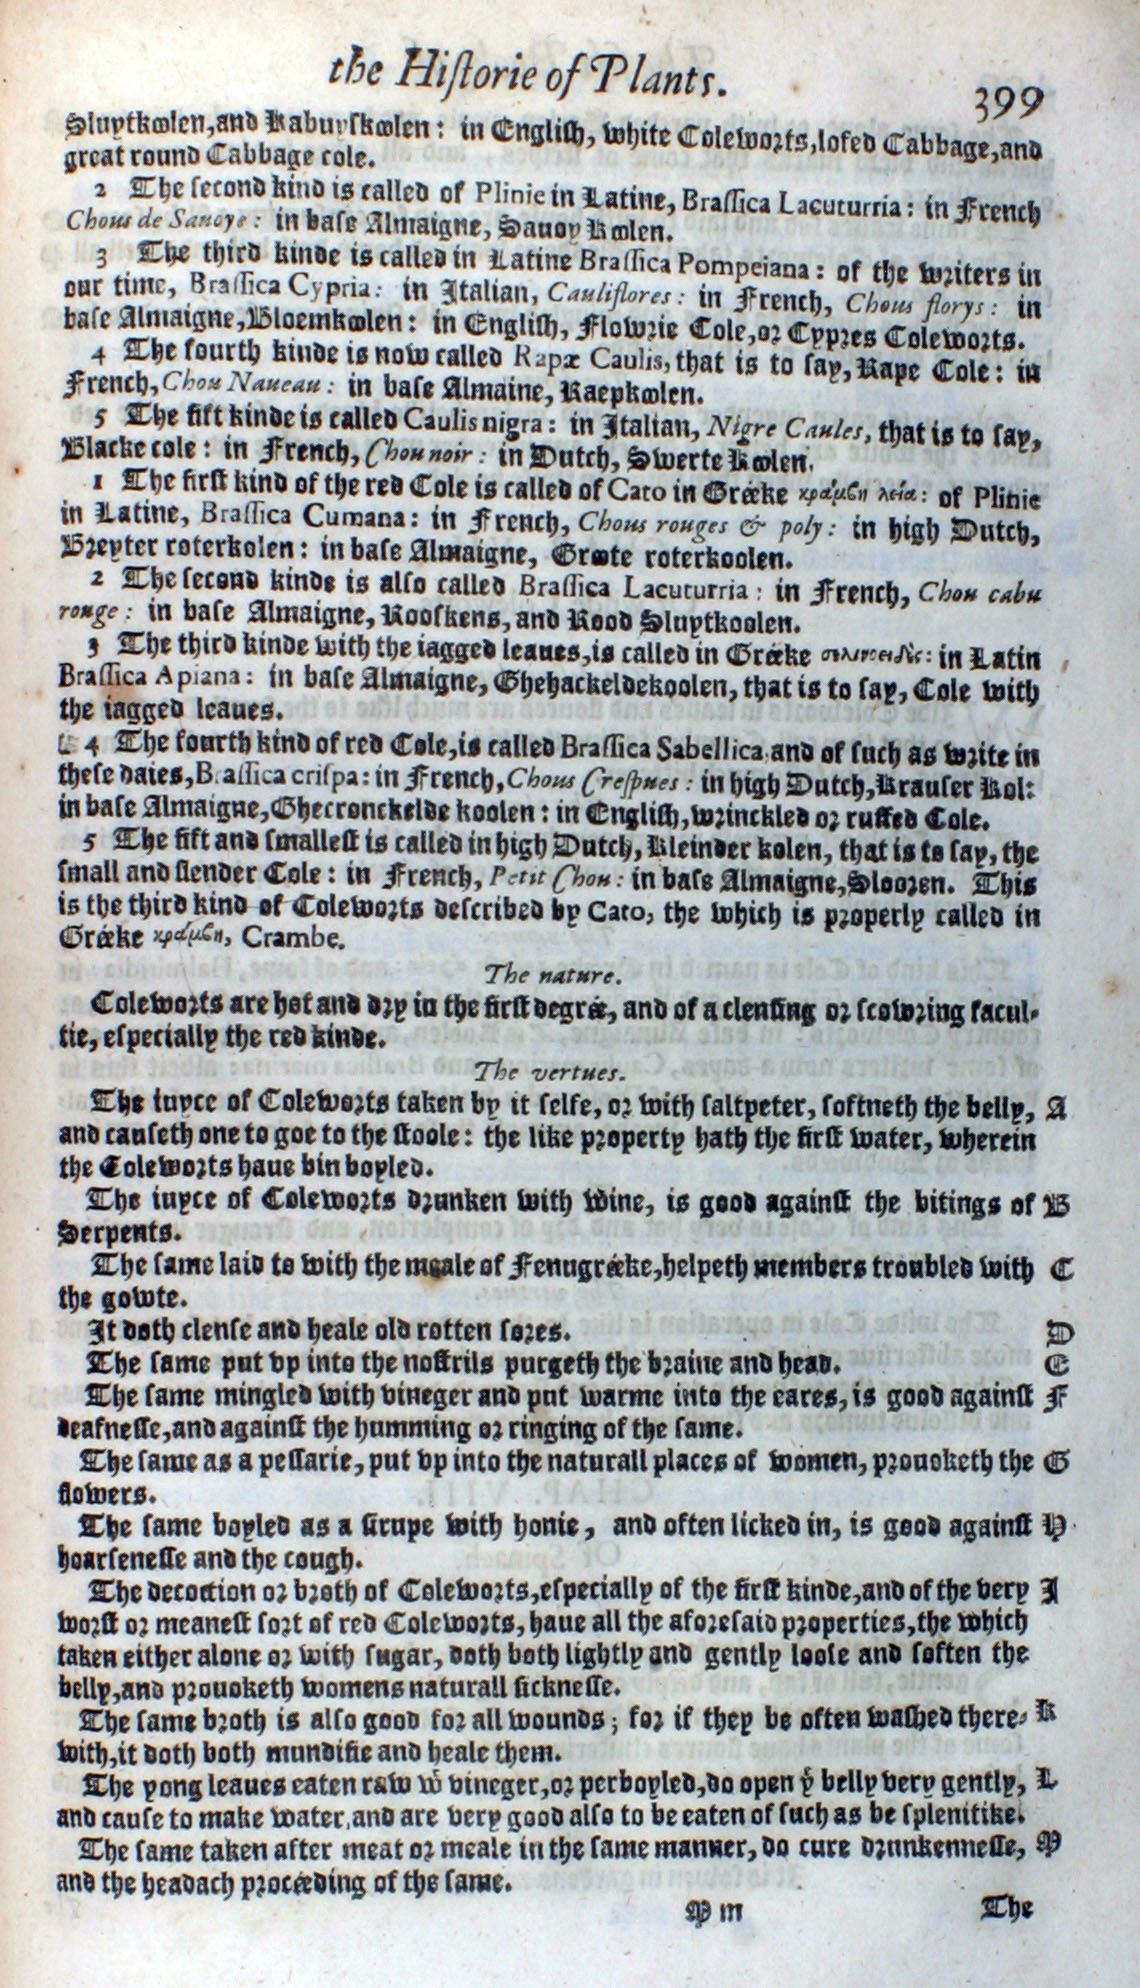 the Hiſtorie of Plants. 399
Sluytkoolen,and Kabuyſkoolen: in Engliſh, white Coleworts,lofed Cabbage,and
great round Cabbage cole.
2 The ſecond kind is called of Plinie in Latine, Braſſica Lacuturria: in French
Chous de Sauoye: in baſe Almaigne, Sauoy Koolen.
3 The third kinde is called in Latine Braſſica Pompeiana: of the writers in
our time, Braſſica Cypria: in Italian, Cauliflores: in French, Chous florys: in
baſe Almaigne,Bloemkoolen: in Engliſh, Flowrie Cole,or Cypres Coleworts.
4 The fourth kinde is now called Rapæ Caulis, that is to ſay, Rape Cole: in
French, Chou Naueau: in baſe Almaine, Raepkoolen.
5 The fift kinde is called Caulis nigra: in Italian, Nigre Caules, that is to ſay,
Blacke cole: in French, Chou noir: in Dutch, Swerte Koolen.
1 The firſt kind of the red Cole is called of Cato in Greeke κράμβη λεία: of Plinie
in Latine, Braſſica Cumana: in French, Chous rouges & poly: in high Dutch,
Breyter roterkolen: in baſe Almaigne, Groote roterkoolen.
2 The ſecond kinde is alſo called Braſſica Lacuturria: in French, Chou cabu
rouge: in baſe Almaigne, Rooſkens, and Rood Sluytkoolen.
3 The third kinde with the iagged leaues,is called in Greeke σελινοειδὶς: in Latin
Braſſica Apiana: in baſe Almaigne, Ghehackeldekoolen, that is to ſay, Cole with
the iagged leaues.
4 The fourth kind of red Cole,is called Braſſica Sabellica, and of ſuch as write in
theſe daies, Braſſica criſpa: in French, Chous Creſpues: in high Dutch,Krauſer Kol:
in baſe Almaigne,Ghecronckelde koolen: in Engliſh, wrinckled or ruffed Cole.
5 The fift and ſmalleſt is called in high Dutch, Kleinder kolen, that is to ſay, the
ſmall and ſlender Cole: in French, Petit Chou: in baſe Almaigne,Slooren. This
is the third kind of Coleworts deſcribed by Cato, the which is properly called in
Greeke κράμβη, Crambe.
The nature.
Coleworts are hot and dry in the firſt degree, and of a clenſing or ſcowring facul-
tie, eſpecially the red kinde.
The vertues.
The iuyce of Coleworts taken by it ſelfe, or with ſaltpeter, ſoftneth the belly, A
and cauſeth one to goe to the ſtoole: the like property hath the firſt water, wherein
the Coleworts haue bin boyled.
The iuyce of Coleworts drunken with wine, is good againſt the bitings of B
Serpents.
The ſame laid to with the meale of Fenugreeke,helpeth members troubled with C
the gowte.
It doth clenſe and heale old rotten ſores. D
The ſame put vp into the noſtrils purgeth the braine and head. E
The ſame mingled with vineger and put warme into the eares, is good againſt F
deafneſſe,and againſt the humming or ringing of the ſame.
The ſame as a peſſarie, put vp into the naturall places of women, prouoketh the G
flowers.
The ſame boyled as a ſirupe with honie, and often licked in, is good againſt H
hoarſeneſſe and the cough.
The decoction or broth of Coleworts,eſpecially of the firſt kinde,and of the very I
worſt or meaneſt ſort of red Coleworts, haue all the aforeſaid properties,the which
taken either alone or with ſugar, doth both lightly and gently looſe and ſoften the
belly,and prouoketh womens naturall ſickneſſe.
The ſame broth is alſo good for all wounds; for if they be often waſhed there- K
with,it doth both mundifie and heale them.
The yong leaues eaten raw wͭ vineger,or perboyled,do open yͤ belly very gently, L
and cauſe to make water,and are very good alſo to be eaten of ſuch as be ſplenitike.
The ſame taken after meat or meale in the ſame manner, do cure drunkenneſſe, M
and the headach proceeding of the ſame.
M m The